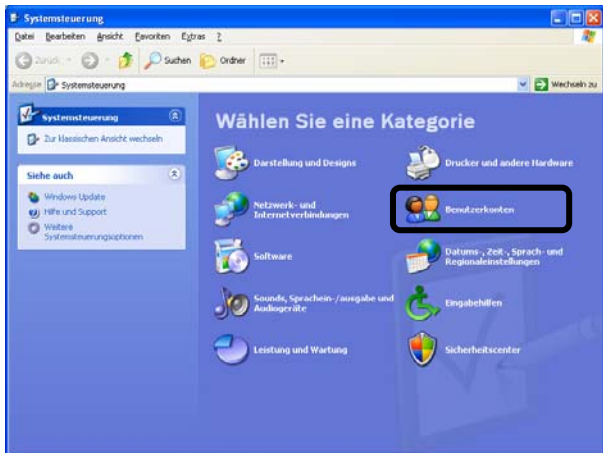 Systemsteuerung
Datei Bearbeiten Ansicht Favoriten Extras ?
Zurück Suchen Ordner
Adresse Systemsteuerung Wechseln zu
Systemsteuerung
Zur klassischen Ansicht wechseln
Siehe auch
Windows Update
Hilfe und Support
Weitere
Systemsteuerungsoptionen
Wählen Sie eine Kategorie
Darstellung und Designs
Drucker und andere Hardware
Netzwerk- und
Internetverbindungen
Benutzerkonten
Software
Datums-, Zeit-, Sprach- und
Regionaleinstellungen
Sounds, Sprachein-/ausgabe und
Audiogeräte
Eingabehilfen
Leistung und Wartung
Sicherheitscenter